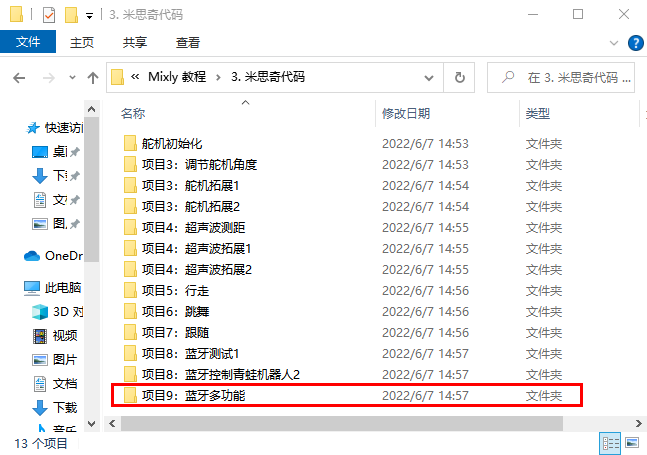 3. 米思奇代码
文件 主页 共享 查看
« Mixly 教程 › 3. 米思奇代码 在 3. 米思奇代码 ...
名称 修改日期 类型
快速访
桌
下
文
图
OneDr
此电脑
3D 对
视频
图片
文档
下载
音乐
舵机初始化 2022/6/7 14:53 文件夹
项目3：调节舵机角度 2022/6/7 14:53 文件夹
项目3：舵机拓展1 2022/6/7 14:54 文件夹
项目3：舵机拓展2 2022/6/7 14:54 文件夹
项目4：超声波测距 2022/6/7 14:55 文件夹
项目4：超声波拓展1 2022/6/7 14:55 文件夹
项目4：超声波拓展2 2022/6/7 14:55 文件夹
项目5：行走 2022/6/7 14:56 文件夹
项目6：跳舞 2022/6/7 14:56 文件夹
项目7：跟随 2022/6/7 14:56 文件夹
项目8：蓝牙测试1 2022/6/7 14:57 文件夹
项目8：蓝牙控制青蛙机器人2 2022/6/7 14:57 文件夹
项目9：蓝牙多功能 2022/6/7 14:57 文件夹
13 个项目